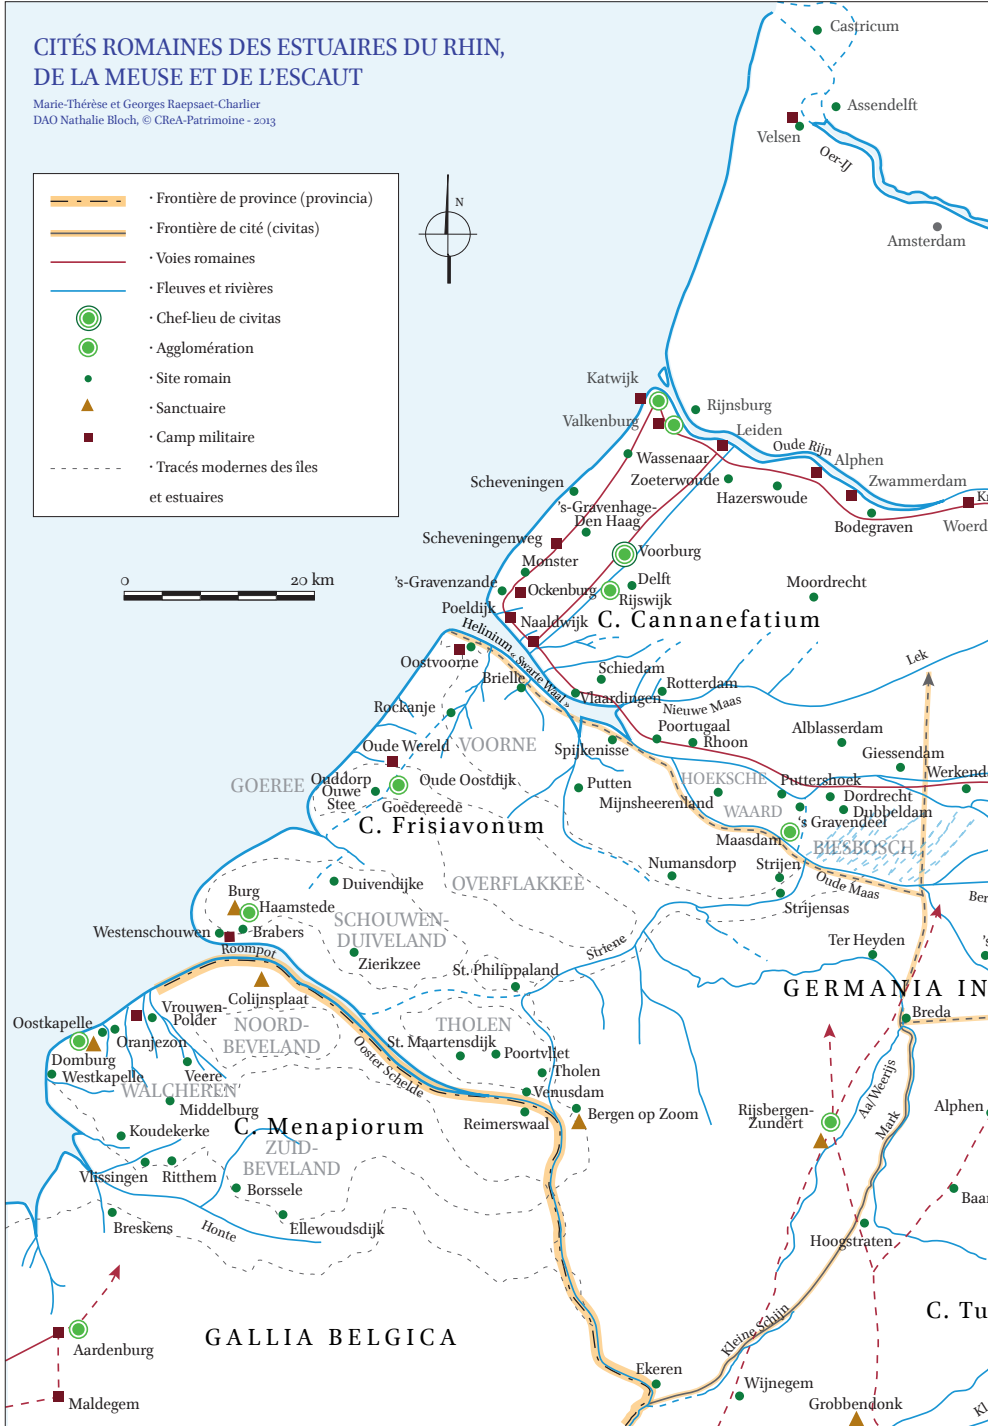 CITÉS ROMAINES DES ESTUAIRES DU RHIN,
DE LA MEUSE ET DE L'ESCAUT
Marie-Thérèse et Georges Raepsaet-Charlier
DAO Nathalie Bloch, © CReA-Patrimoine - 2013
· Frontière de province (provincia)
· Frontière de cité (civitas)
· Voies romaines
· Fleuves et rivières
· Chef-lieu de civitas
· Agglomération
· Site romain
· Sanctuaire
· Camp militaire
· Tracés modernes des îles
et estuaires
N
0 20 km
Castricum
Assendelft
Velsen
Oer-IJ
Amsterdam
Katwijk
Rijnsburg
Valkenburg
Leiden
Oude Rijn
Wassenaar
Alphen
Zoeterwoude
Zwammerdam
Scheveningen
Hazerswoude
's-Gravenhage-
Den Haag
Bodegraven
Woerd
Scheveningenweg
Voorburg
Monster
's-Gravenzande
Ockenburg
Delft
Moordrecht
Rijswijk
Poeldijk
Naaldwijk
C. Cannanefatium
Helinium « Swarte Waal »
Oostvoorne
Schiedam
Lek
Brielle
Vlaardingen
Rotterdam
Rockanje
Nieuwe Maas
Poortugaal
Alblasserdam
Oude Wereld
VOORNE
Spijkenisse
Rhoon
Giessendam
GOEREE
Ouddorp
Ouwe
Stee
Oude Oostdijk
Putten
HOEKSCHE
WAARD
Puttershoek
Werkend
Goedereede
Mijnsheerenland
Dordrecht
Dubbeldam
C. Frisiavonum
's Gravendeel
Maasdam
BIESBOSCH
Numansdorp
Strijen
Duivendijke
OVERFLAKKEE
Oude Maas
Burg
Haamstede
Strijensas
Ber
SCHOUWEN-
DUIVELAND
Westenschouwen
Brabers
Roompot
Zierikzee
Striene
Ter Heyden
's
St. Philippaland
Colijnsplaat
GERMANIA IN
Vrouwen-
Polder
Oostkapelle
NOORD-
BEVELAND
THOLEN
Breda
Oranjezon
St. Maartensdijk
Poortvliet
Domburg
Ooster Schelde
Westkapelle
Veere
Tholen
WALCHEREN
Venusdam
Aa/Weerijs
Middelburg
Bergen op Zoom
Rijsbergen-
Zundert
Alphen
Reimerswaal
Mark
Koudekerke
C. Menapiorum
ZUID-
BEVELAND
Vlissingen
Ritthem
Borssele
Baar
Breskens
Honte
Ellewoudsdijk
Hoogstraten
C. Tu
Kleine Schijn
GALLIA BELGICA
Aardenburg
Ekeren
Wijnegem
Maldegem
Grobbendonk
Kl